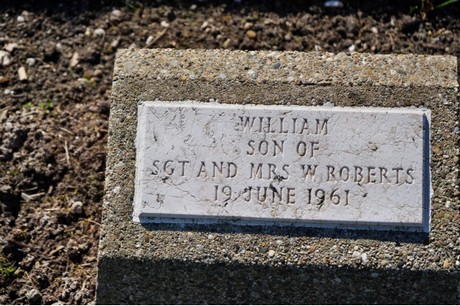 WILLIAM
SON OF
SGT AND MRS W. ROBERTS
19 JUNE 1961